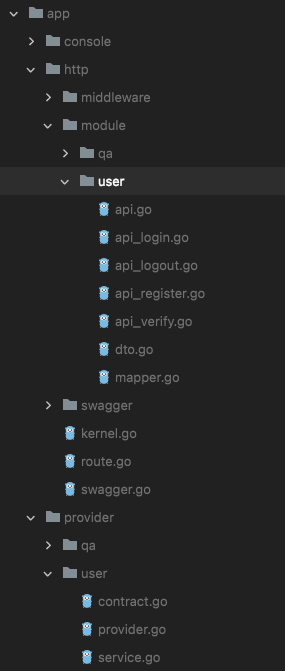 app
console
http
middleware
module
qa
user
api.go
api_login.go
api_logout.go
api_register.go
api_verify.go
dto.go
mapper.go
swagger
kernel.go
route.go
swagger.go
provider
qa
user
contract.go
provider.go
service.go